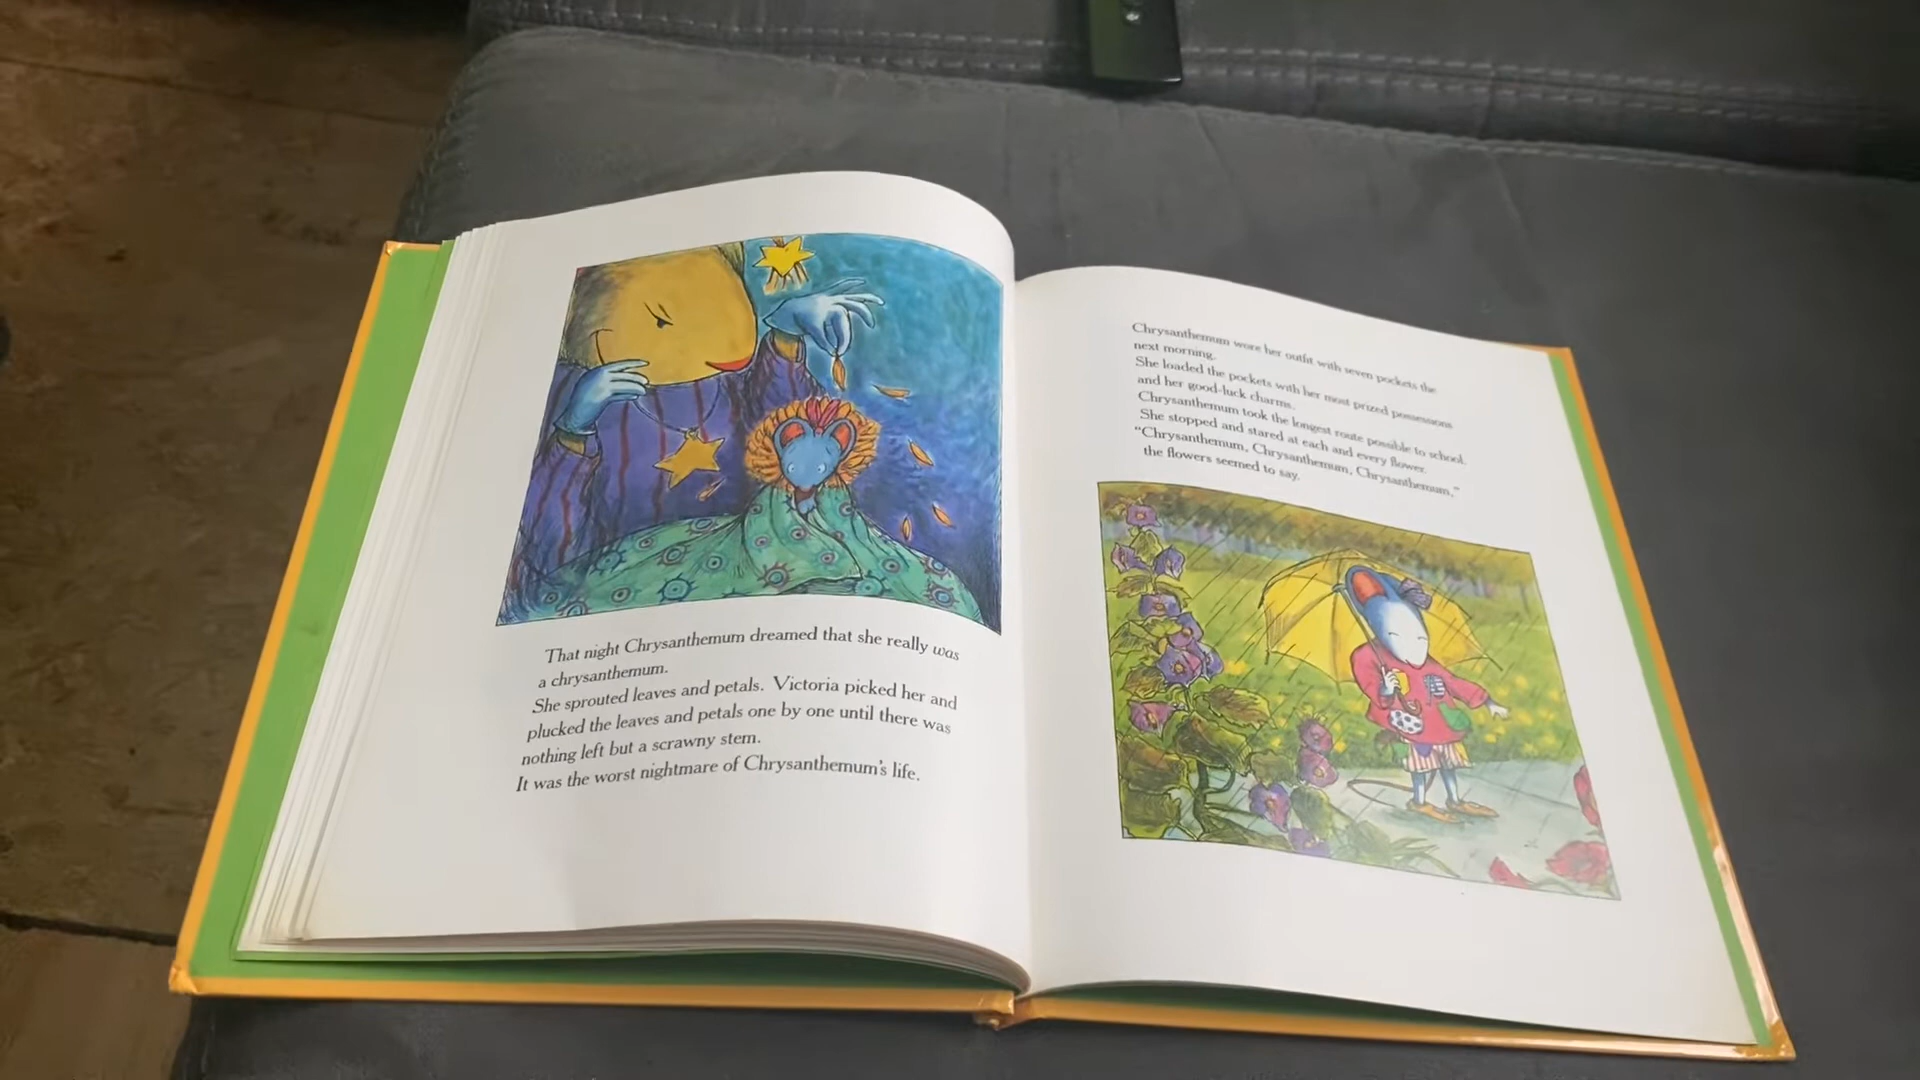 That night Chrysanthemum dreamed that she really was
a chrysanthemum.
She sprouted leaves and petals. Victoria picked her and
plucked the leaves and petals one by one until there was
nothing left but a scrawny stem.
It was the worst nightmare of Chrysanthemum's life.
Chrysanthemum wore her outfit with seven pockets the
next morning.
She loaded the pockets with her most prized possessions
and her good-luck charms.
Chrysanthemum took the longest route possible to school.
She stopped and stared at each and every flower.
"Chrysanthemum, Chrysanthemum, Chrysanthemum,"
the flowers seemed to say.